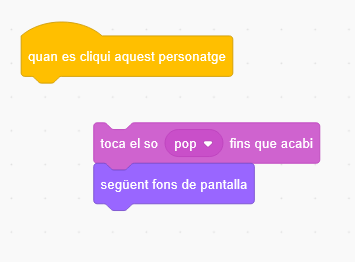 quan es cliqui aquest personatge
toca el so pop fins que acabi
següent fons de pantalla